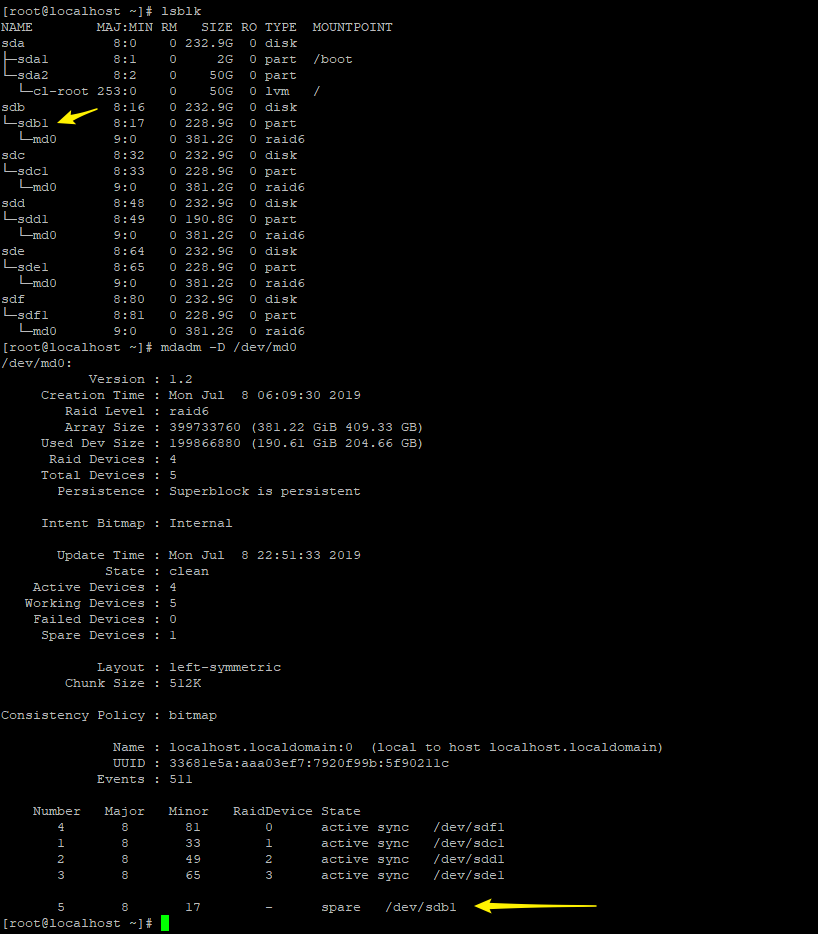 [root@localhost ~]# lsblk
NAME        MAJ:MIN RM   SIZE RO TYPE  MOUNTPOINT
sda           8:0    0 232.9G  0 disk
├─sda1        8:1    0     2G  0 part  /boot
└─sda2        8:2    0    50G  0 part
  └─cl-root 253:0    0    50G  0 lvm   /
sdb           8:16   0 232.9G  0 disk
└─sdb1        8:17   0 228.9G  0 part
  └─md0       9:0    0 381.2G  0 raid6
sdc           8:32   0 232.9G  0 disk
└─sdc1        8:33   0 228.9G  0 part
  └─md0       9:0    0 381.2G  0 raid6
sdd           8:48   0 232.9G  0 disk
└─sdd1        8:49   0 190.8G  0 part
  └─md0       9:0    0 381.2G  0 raid6
sde           8:64   0 232.9G  0 disk
└─sde1        8:65   0 228.9G  0 part
  └─md0       9:0    0 381.2G  0 raid6
sdf           8:80   0 232.9G  0 disk
└─sdf1        8:81   0 228.9G  0 part
  └─md0       9:0    0 381.2G  0 raid6
[root@localhost ~]# mdadm -D /dev/md0
/dev/md0:
           Version : 1.2
     Creation Time : Mon Jul  8 06:09:30 2019
        Raid Level : raid6
        Array Size : 399733760 (381.22 GiB 409.33 GB)
     Used Dev Size : 199866880 (190.61 GiB 204.66 GB)
      Raid Devices : 4
     Total Devices : 5
       Persistence : Superblock is persistent
     Intent Bitmap : Internal
       Update Time : Mon Jul  8 22:51:33 2019
             State : clean
    Active Devices : 4
   Working Devices : 5
    Failed Devices : 0
     Spare Devices : 1
            Layout : left-symmetric
        Chunk Size : 512K
Consistency Policy : bitmap
              Name : localhost.localdomain:0  (local to host localhost.localdomain)
              UUID : 33681e5a:aaa03ef7:7920f99b:5f90211c
            Events : 511
    Number   Major   Minor   RaidDevice State
       4       8       81        0      active sync   /dev/sdf1
       1       8       33        1      active sync   /dev/sdc1
       2       8       49        2      active sync   /dev/sdd1
       3       8       65        3      active sync   /dev/sde1
       5       8       17        -      spare   /dev/sdb1
[root@localhost ~]#